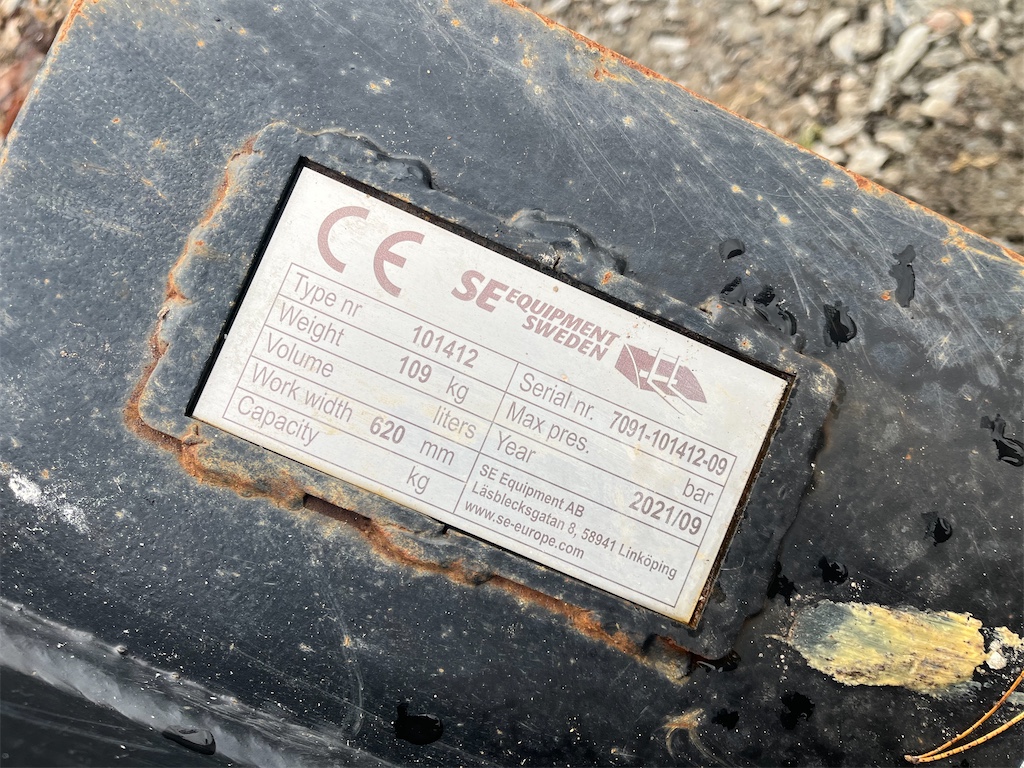 CE SE EQUIPMENT
SWEDEN
Type nr 101412
Weight 109 kg
Volume liters
Work width 620 mm
Capacity kg
Serial nr. 7091-101412-09
Max pres. bar
Year 2021/09
SE Equipment AB
Läsblecksgatan 8, 58941 Linköping
www.se-europe.com